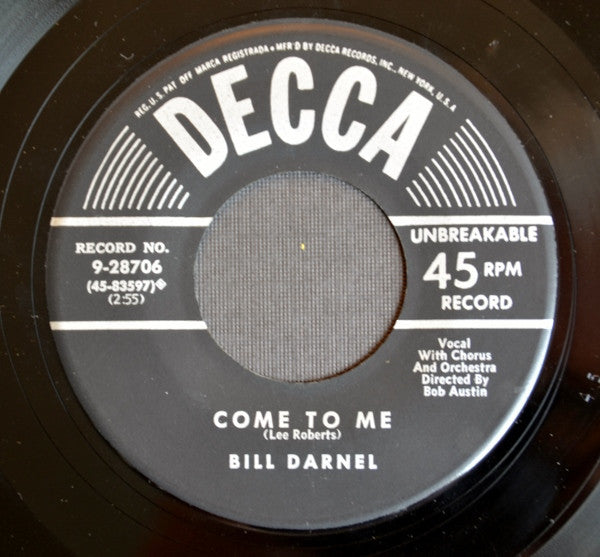 REG. U.S. PAT OFF MARCA REGISTRADA • MFR'D BY DECCA RECORDS, INC., NEW YORK, U.S.A
DECCA
RECORD NO.
9-28706
(45-83597)
(2:55)
UNBREAKABLE
45 RPM
RECORD
Vocal
With Chorus
And Orchestra
Directed By
Bob Austin
COME TO ME
(Lee Roberts)
BILL DARNEL